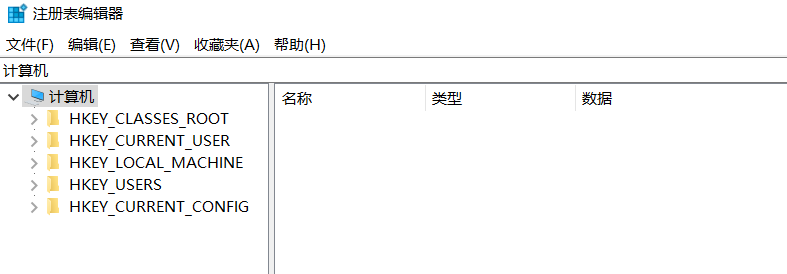 注册表编辑器
文件(F) 编辑(E) 查看(V) 收藏夹(A) 帮助(H)
计算机
计算机
HKEY_CLASSES_ROOT
HKEY_CURRENT_USER
HKEY_LOCAL_MACHINE
HKEY_USERS
HKEY_CURRENT_CONFIG
名称 类型 数据